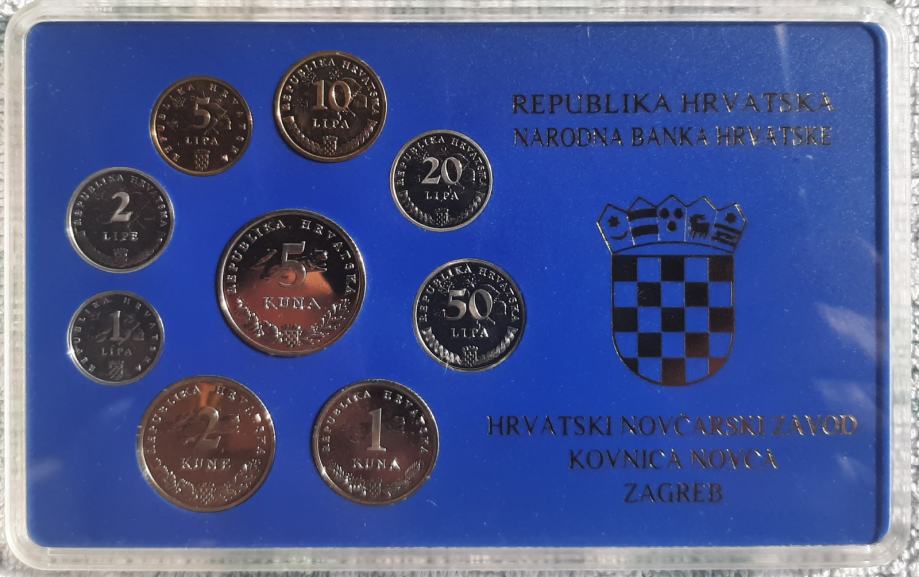 REPUBLIKA HRVATSKA
NARODNA BANKA HRVATSKE
HRVATSKI NOVČARSKI ZAVOD
KOVNICA NOVCA
ZAGREB
REPUBLIKA HRVATSKA
5
LIPA
REPUBLIKA HRVATSKA
10
LIPA
REPUBLIKA HRVATSKA
20
LIPA
REPUBLIKA HRVATSKA
2
LIPE
REPUBLIKA HRVATSKA
5
KUNA
REPUBLIKA HRVATSKA
50
LIPA
REPUBLIKA HRVATSKA
1
LIPA
REPUBLIKA HRVATSKA
2
KUNE
REPUBLIKA HRVATSKA
1
KUNA